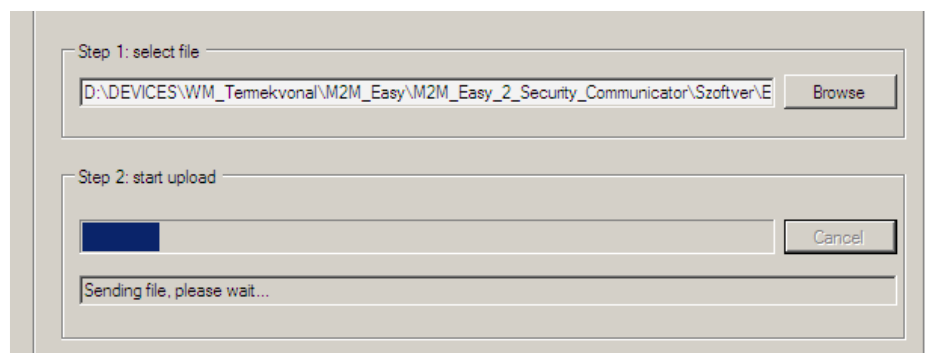 Step 1: select file
D:\DEVICES\WM_Termekvonal\M2M_Easy\M2M_Easy_2_Security_Communicator\Szoftver\E
Browse
Step 2: start upload
Cancel
Sending file, please wait...